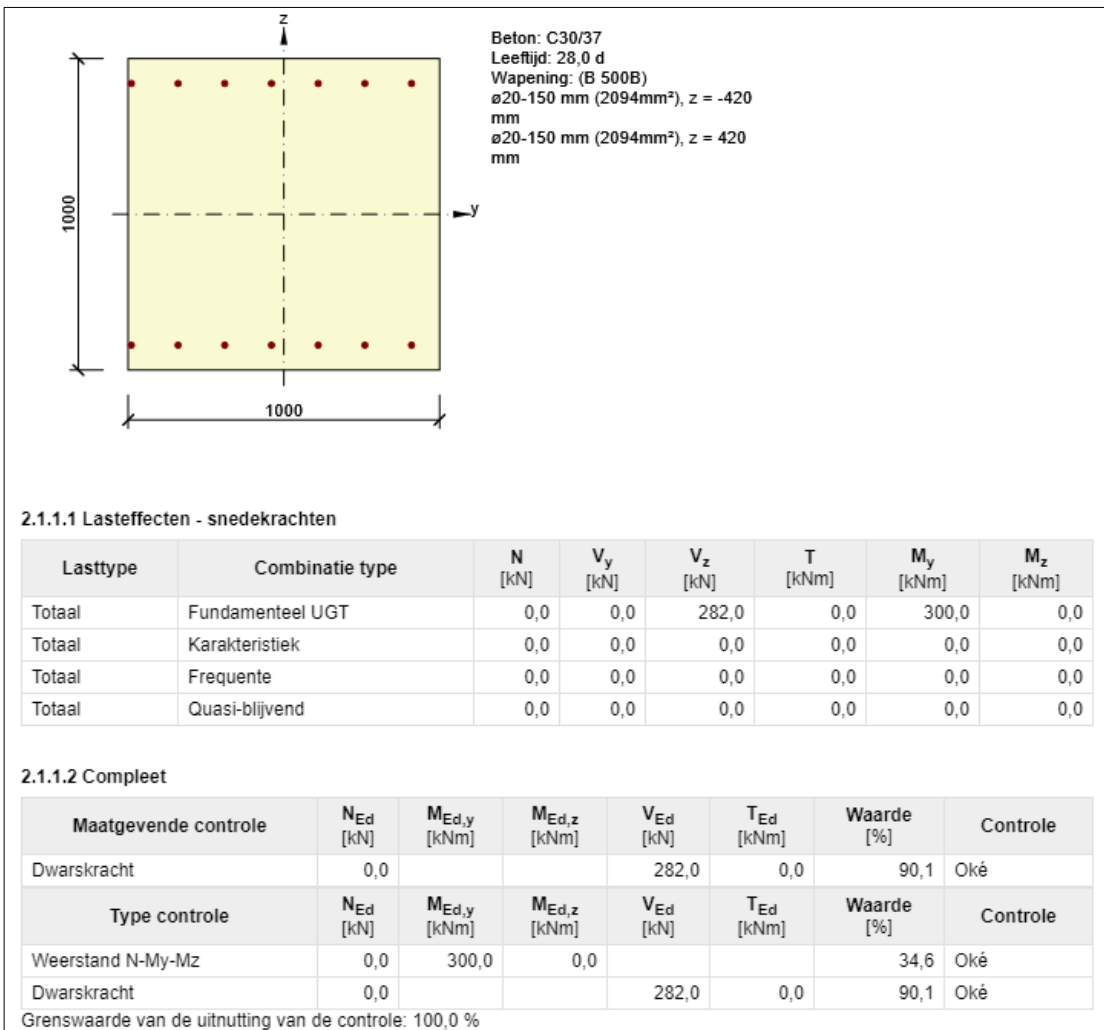 z
Beton: C30/37
Leeftijd: 28,0 d
Wapening: (B 500B)
ø20-150 mm (2094mm²), z = -420
mm
ø20-150 mm (2094mm²), z = 420
mm
1000
y
1000
2.1.1.1 Lasteffecten - snedekrachten
Lasttype Combinatie type N [kN] Vy [kN] Vz [kN] T [kNm] My [kNm] Mz [kNm]
Totaal Fundamenteel UGT 0,0 0,0 282,0 0,0 300,0 0,0
Totaal Karakteristiek 0,0 0,0 0,0 0,0 0,0 0,0
Totaal Frequente 0,0 0,0 0,0 0,0 0,0 0,0
Totaal Quasi-blijvend 0,0 0,0 0,0 0,0 0,0 0,0
2.1.1.2 Compleet
Maatgevende controle NEd [kN] MEd,y [kNm] MEd,z [kNm] VEd [kN] TEd [kNm] Waarde [%] Controle
Dwarskracht 0,0 282,0 0,0 90,1 Oké
Type controle NEd [kN] MEd,y [kNm] MEd,z [kNm] VEd [kN] TEd [kNm] Waarde [%] Controle
Weerstand N-My-Mz 0,0 300,0 0,0 34,6 Oké
Dwarskracht 0,0 282,0 0,0 90,1 Oké
Grenswaarde van de uitnutting van de controle: 100,0 %